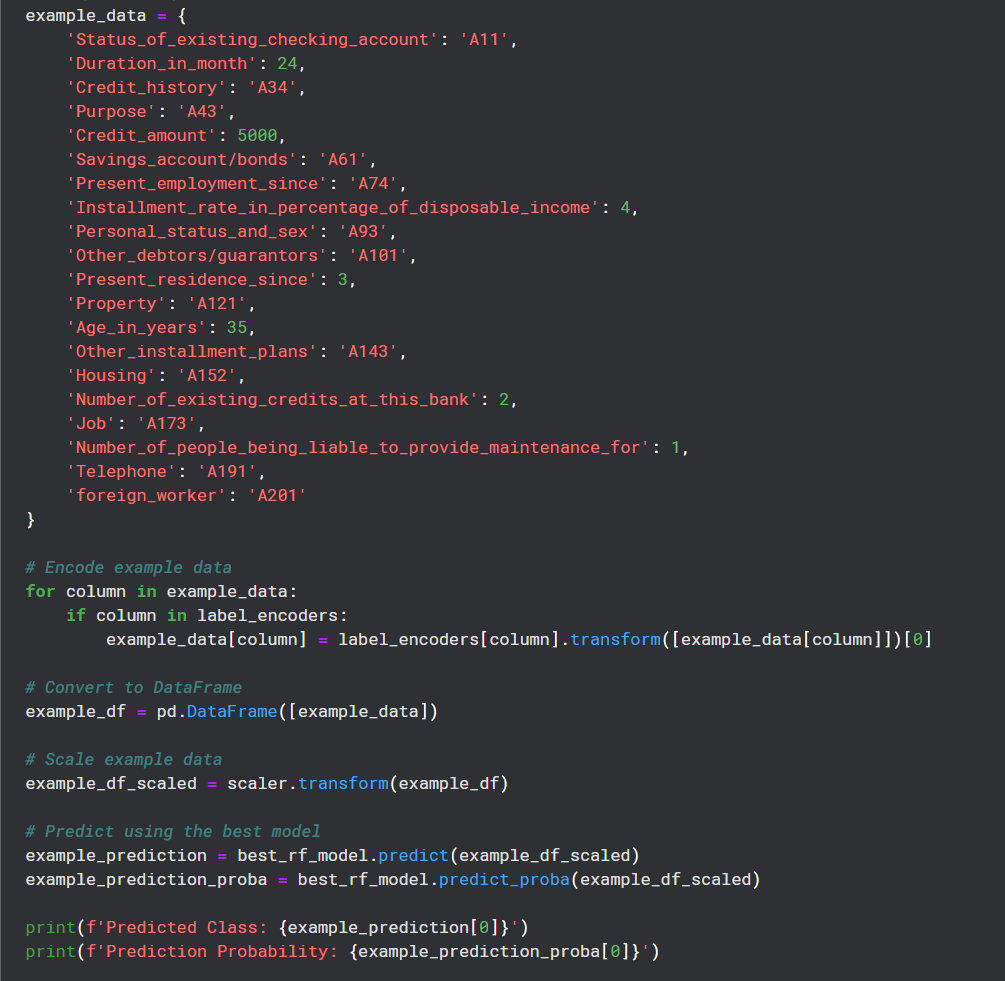 example_data = {
    'Status_of_existing_checking_account': 'A11',
    'Duration_in_month': 24,
    'Credit_history': 'A34',
    'Purpose': 'A43',
    'Credit_amount': 5000,
    'Savings_account/bonds': 'A61',
    'Present_employment_since': 'A74',
    'Installment_rate_in_percentage_of_disposable_income': 4,
    'Personal_status_and_sex': 'A93',
    'Other_debtors/guarantors': 'A101',
    'Present_residence_since': 3,
    'Property': 'A121',
    'Age_in_years': 35,
    'Other_installment_plans': 'A143',
    'Housing': 'A152',
    'Number_of_existing_credits_at_this_bank': 2,
    'Job': 'A173',
    'Number_of_people_being_liable_to_provide_maintenance_for': 1,
    'Telephone': 'A191',
    'foreign_worker': 'A201'
}
# Encode example data
for column in example_data:
    if column in label_encoders:
        example_data[column] = label_encoders[column].transform([example_data[column]])[0]
# Convert to DataFrame
example_df = pd.DataFrame([example_data])
# Scale example data
example_df_scaled = scaler.transform(example_df)
# Predict using the best model
example_prediction = best_rf_model.predict(example_df_scaled)
example_prediction_proba = best_rf_model.predict_proba(example_df_scaled)
print(f'Predicted Class: {example_prediction[0]}')
print(f'Prediction Probability: {example_prediction_proba[0]}')